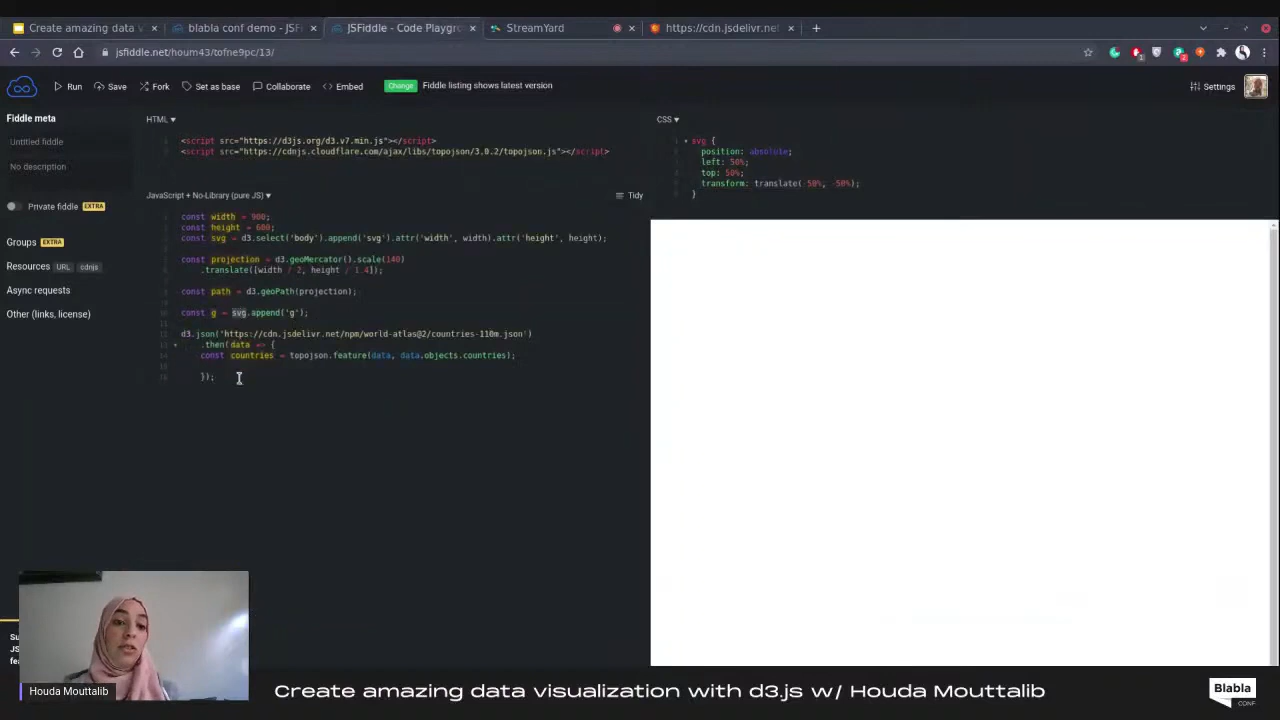 Create amazing data v
blabla conf demo - JSF
JSFiddle - Code Playgro
StreamYard
https://cdn.jsdelivr.net/
jsfiddle.net/houm43/tofne9pc/13/
Run
Save
Fork
Set as base
Collaborate
<> Embed
Change
Fiddle listing shows latest version
Settings
Fiddle meta
Untitled fiddle
No description
Private fiddle EXTRA
Groups EXTRA
Resources URL cdnjs
Async requests
Other (links, license)
HTML
<script src="https://d3js.org/d3.v7.min.js"></script>
<script src="https://cdnjs.cloudflare.com/ajax/libs/topojson/3.0.2/topojson.js"></script>
JavaScript + No-Library (pure JS)
Tidy
const width = 900;
const height = 600;
const svg = d3.select('body').append('svg').attr('width', width).attr('height', height);
const projection = d3.geoMercator().scale(140)
.translate([width / 2, height / 1.4]);
const path = d3.geoPath(projection);
const g = svg.append('g');
d3.json('https://cdn.jsdelivr.net/npm/world-atlas@2/countries-110m.json')
.then(data => {
const countries = topojson.feature(data, data.objects.countries);
});
CSS
svg {
position: absolute;
left: 50%;
top: 50%;
transform: translate(-50%, -50%);
}
Houda Mouttalib
Create amazing data visualization with d3.js w/ Houda Mouttalib
Blabla
CONF